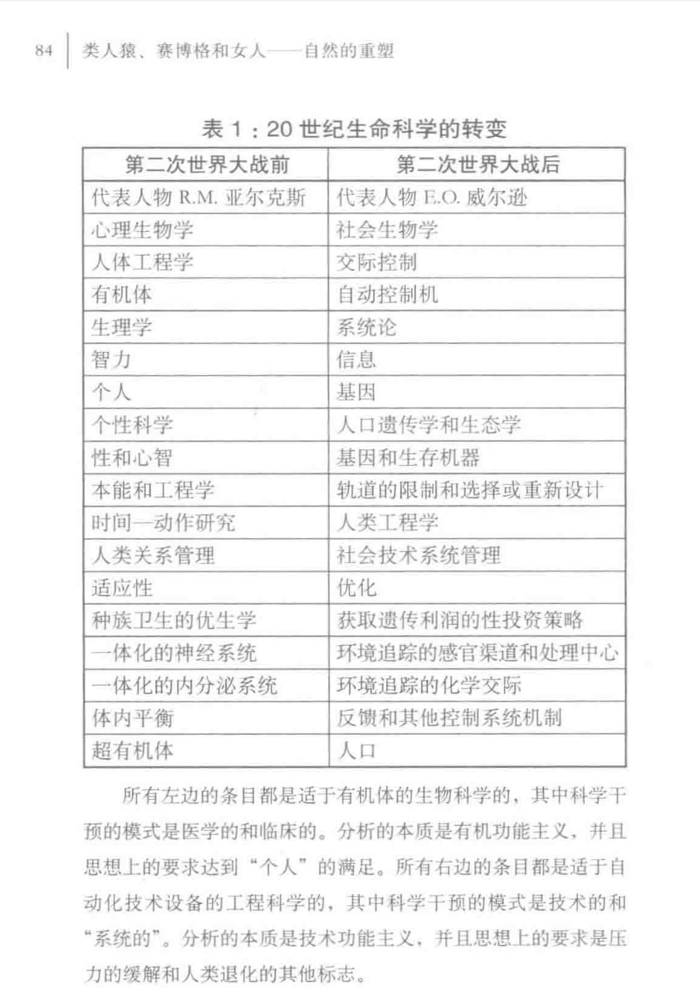 84 类人猿、赛博格和女人——自然的重塑
表 1：20 世纪生命科学的转变
第二次世界大战前 第二次世界大战后
代表人物 R.M. 亚尔克斯 代表人物 E.O. 威尔逊
心理生物学 社会生物学
人体工程学 交际控制
有机体 自动控制机
生理学 系统论
智力 信息
个人 基因
个性科学 人口遗传学和生态学
性和心智 基因和生存机器
本能和工程学 轨道的限制和选择或重新设计
时间—动作研究 人类工程学
人类关系管理 社会技术系统管理
适应性 优化
种族卫生的优生学 获取遗传利润的性投资策略
一体化的神经系统 环境追踪的感官渠道和处理中心
一体化的内分泌系统 环境追踪的化学交际
体内平衡 反馈和其他控制系统机制
超有机体 人口
所有左边的条目都是适于有机体的生物科学的，其中科学干
预的模式是医学的和临床的。分析的本质是有机功能主义，并且
思想上的要求达到“个人”的满足。所有右边的条目都是适于自
动化技术设备的工程科学的，其中科学干预的模式是技术的和
“系统的”。分析的本质是技术功能主义，并且思想上的要求是压
力的缓解和人类退化的其他标志。